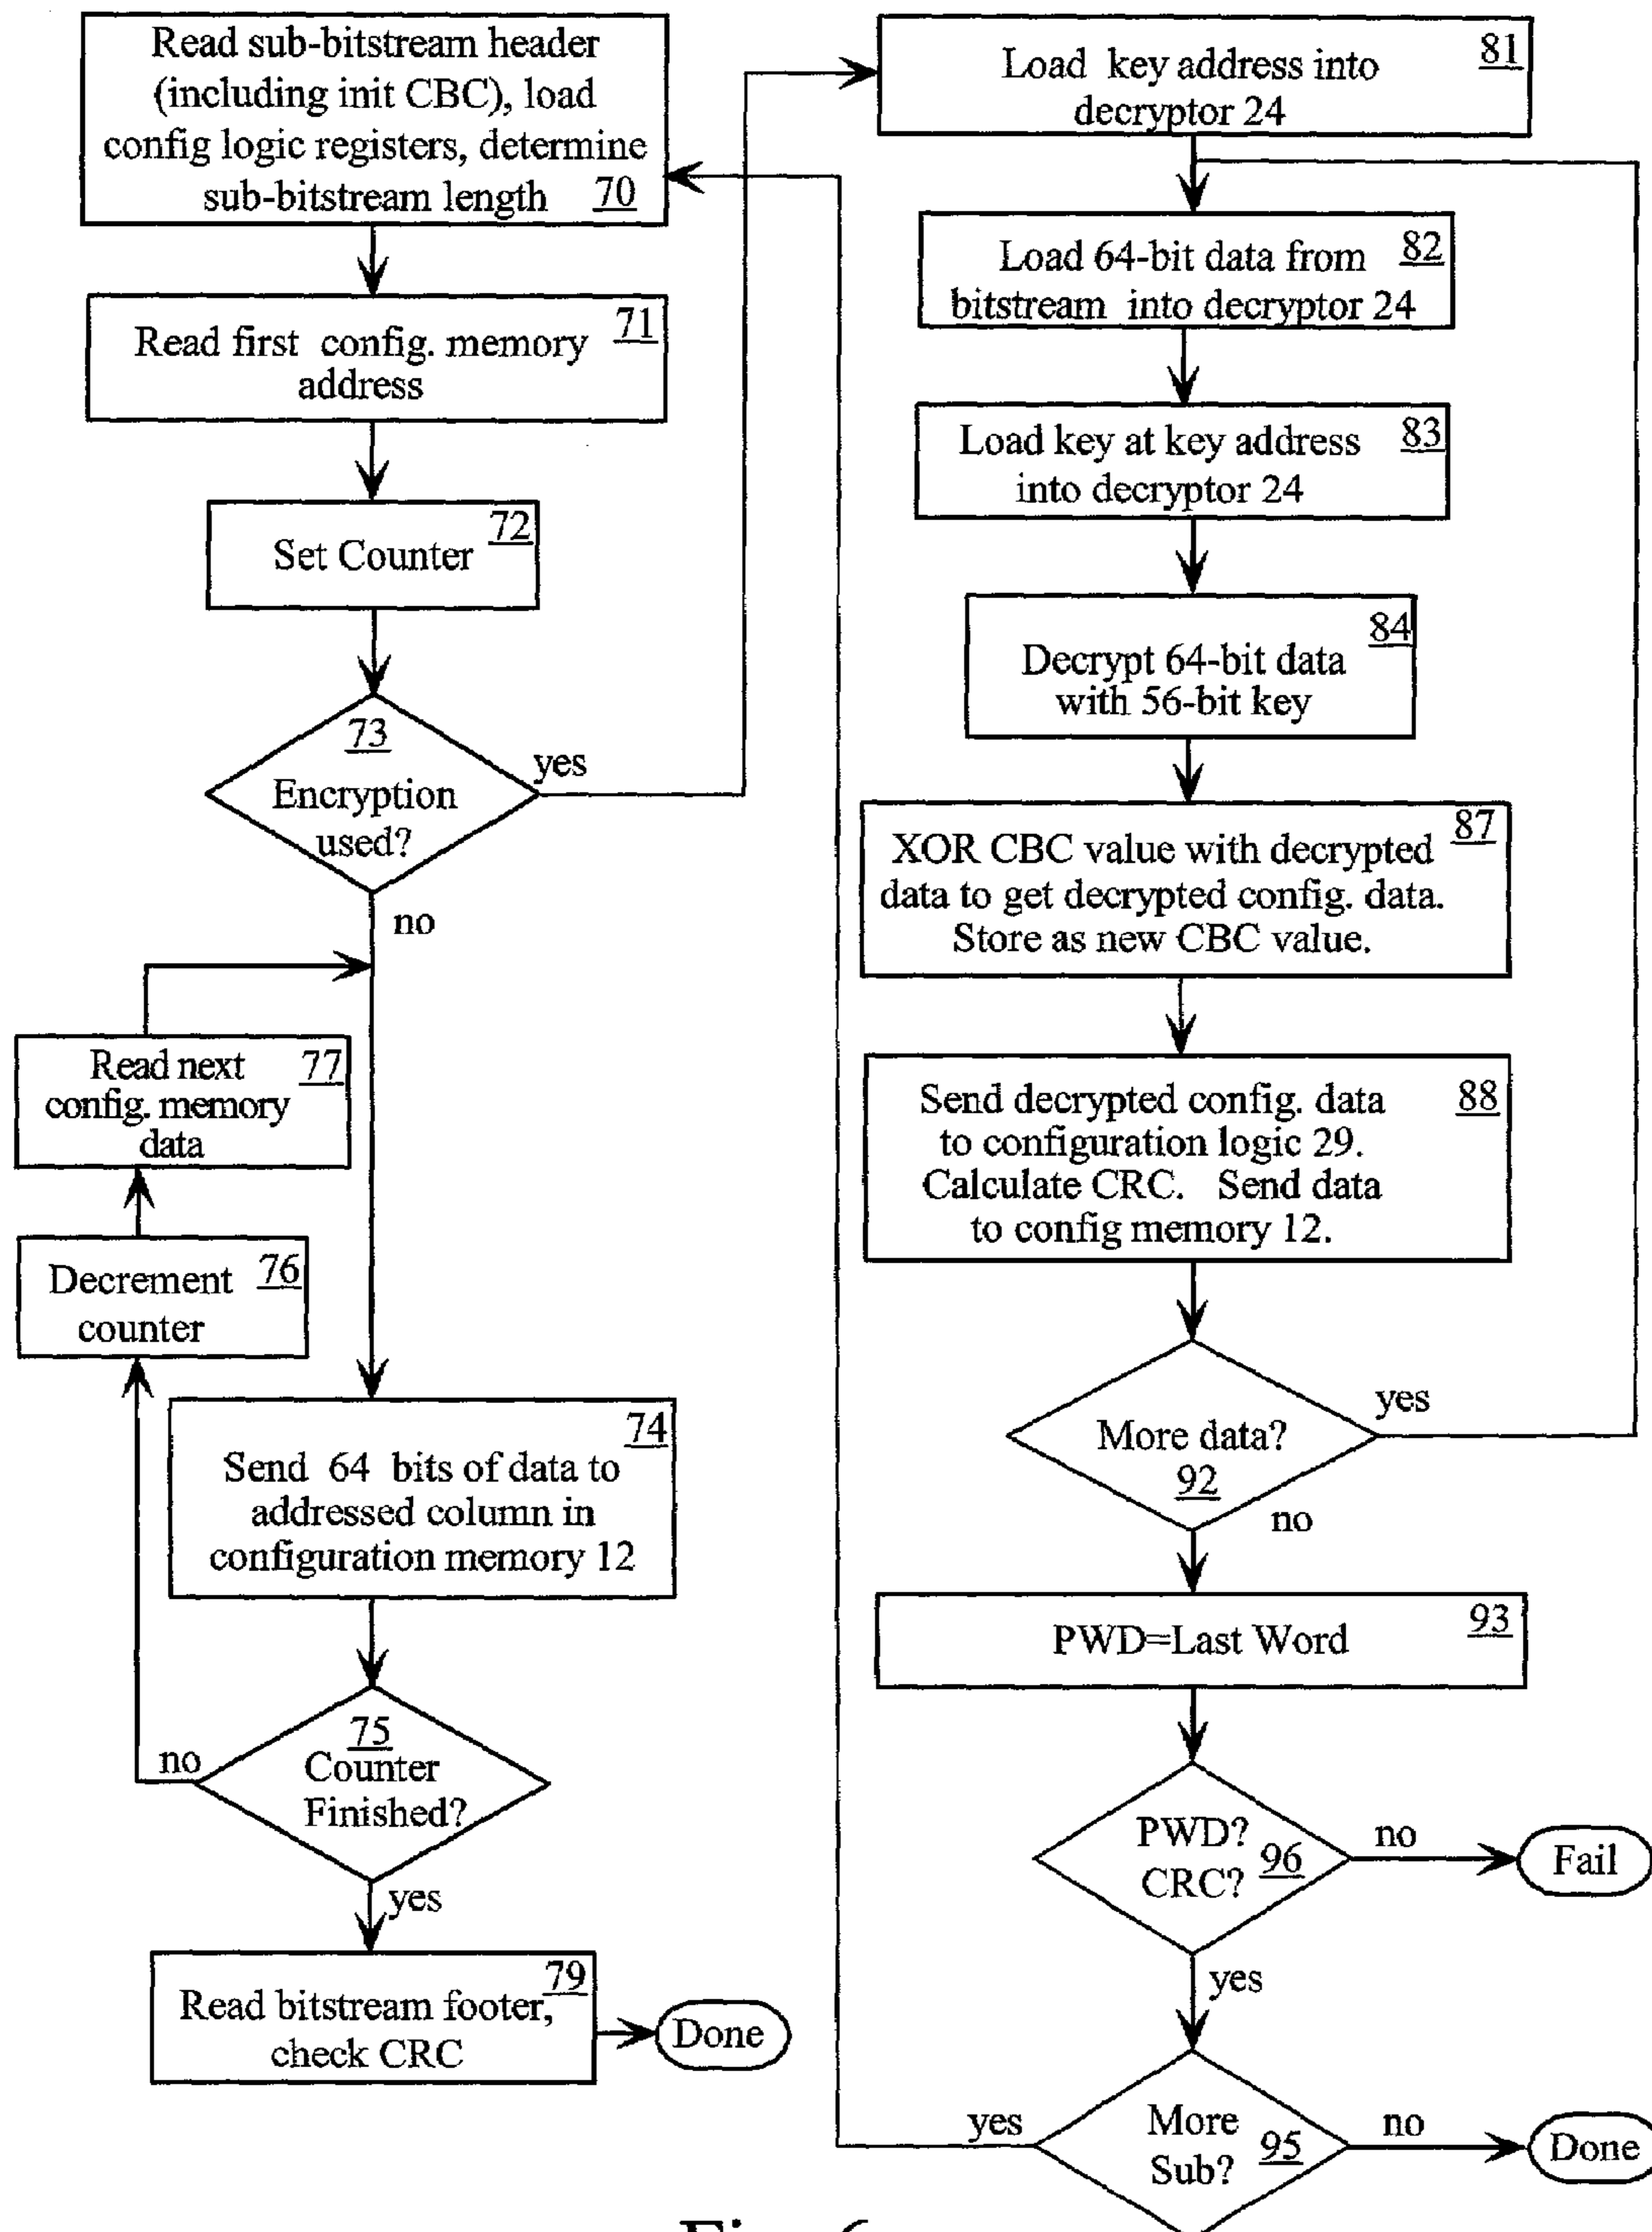 Read sub-bitstream header
(including init CBC), load
config logic registers, determine
sub-bitstream length 70
71
Read first config. memory
address
72
Set Counter
73
Encryption
used?
yes
no
Read next 77
config. memory
data
Decrement 76
counter
74
Send 64 bits of data to
addressed column in
configuration memory 12
75
no
Counter
Finished?
yes
79
Read bitstream footer,
check CRC
Done
81
Load key address into
decryptor 24
82
Load 64-bit data from
bitstream into decryptor 24
83
Load key at key address
into decryptor 24
84
Decrypt 64-bit data
with 56-bit key
87
XOR CBC value with decrypted
data to get decrypted config. data.
Store as new CBC value.
Send decrypted config. data 88
to configuration logic 29.
Calculate CRC. Send data
to config memory 12.
yes
More data?
92
no
93
PWD=Last Word
PWD? no
CRC? 96
Fail
yes
yes
More no
Sub? 95
Done